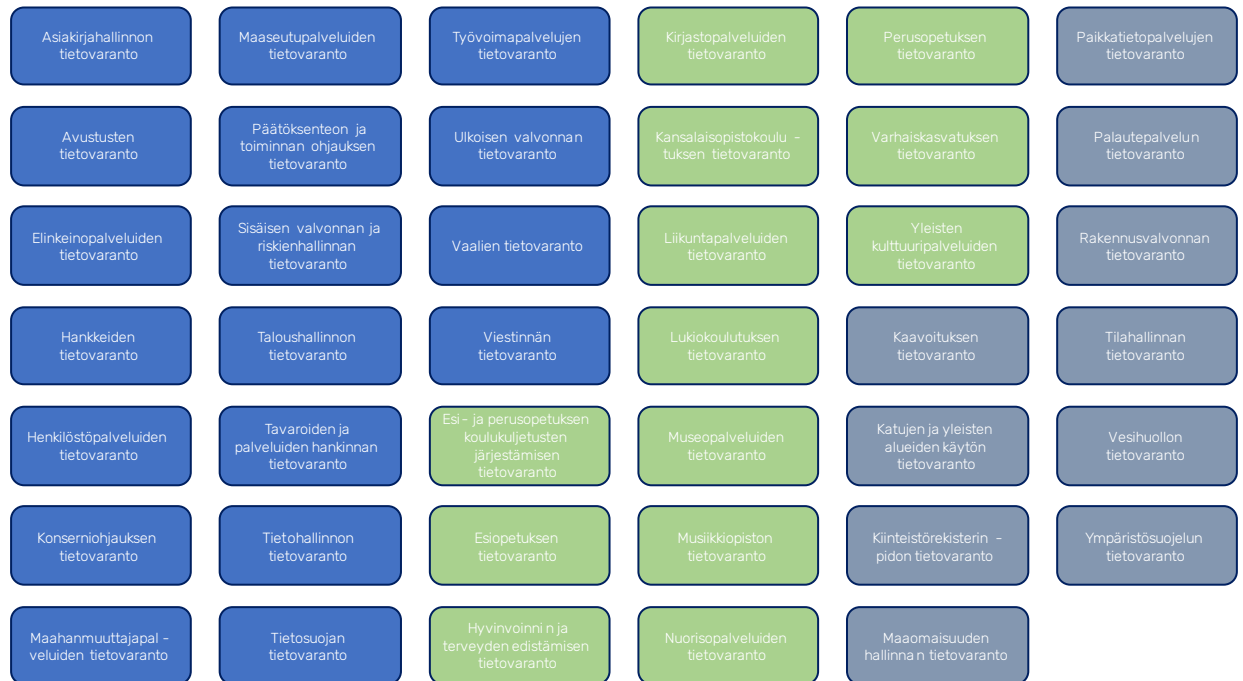 Asiakirjahallinnon
tietovaranto
Maaseutupalveluiden
tietovaranto
Työvoimapalvelujen
tietovaranto
Kirjastopalveluiden
tietovaranto
Perusopetuksen
tietovaranto
Paikkatietopalvelujen
tietovaranto
Avustusten
tietovaranto
Päätöksenteon ja
toiminnan ohjauksen
tietovaranto
Ulkoisen valvonnan
tietovaranto
Kansalaisopistokoulu -
tuksen tietovaranto
Varhaiskasvatuksen
tietovaranto
Palautepalvelun
tietovaranto
Elinkeinopalveluiden
tietovaranto
Sisäisen valvonnan ja
riskienhallinnan
tietovaranto
Vaalien tietovaranto
Liikuntapalveluiden
tietovaranto
Yleisten
kulttuuripalveluiden
tietovaranto
Rakennusvalvonnan
tietovaranto
Hankkeiden
tietovaranto
Taloushallinnon
tietovaranto
Viestinnän
tietovaranto
Lukiokoulutuksen
tietovaranto
Kaavoituksen
tietovaranto
Tilahallinnan
tietovaranto
Henkilöstöpalveluiden
tietovaranto
Tavaroiden ja
palveluiden hankinnan
tietovaranto
Esi - ja perusopetuksen
koulukuljetusten
järjestämisen
tietovaranto
Museopalveluiden
tietovaranto
Katujen ja yleisten
alueiden käytön
tietovaranto
Vesihuollon
tietovaranto
Konserniohjauksen
tietovaranto
Tietohallinnon
tietovaranto
Esiopetuksen
tietovaranto
Musiikkiopiston
tietovaranto
Kiinteistörekisterin -
pidon tietovaranto
Ympäristösuojelun
tietovaranto
Maahanmuuttajapal -
veluiden tietovaranto
Tietosuojan
tietovaranto
Hyvinvoinni n ja
terveyden edistämisen
tietovaranto
Nuorisopalveluiden
tietovaranto
Maaomaisuuden
hallinnan tietovaranto